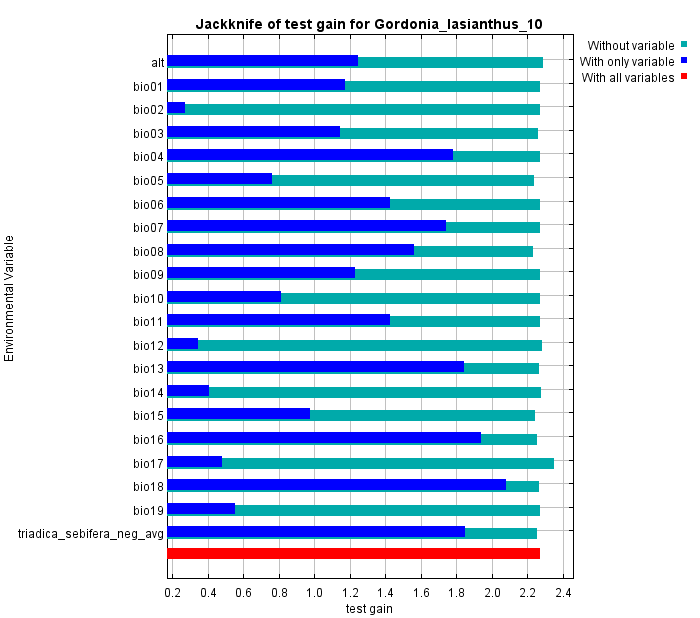 Jackknife of test gain for Gordonia_lasianthus_10
Without variable
With only variable
With all variables
Environmental Variable
alt
bio01
bio02
bio03
bio04
bio05
bio06
bio07
bio08
bio09
bio10
bio11
bio12
bio13
bio14
bio15
bio16
bio17
bio18
bio19
triadica_sebifera_neg_avg
0.2 0.4 0.6 0.8 1.0 1.2 1.4 1.6 1.8 2.0 2.2 2.4
test gain